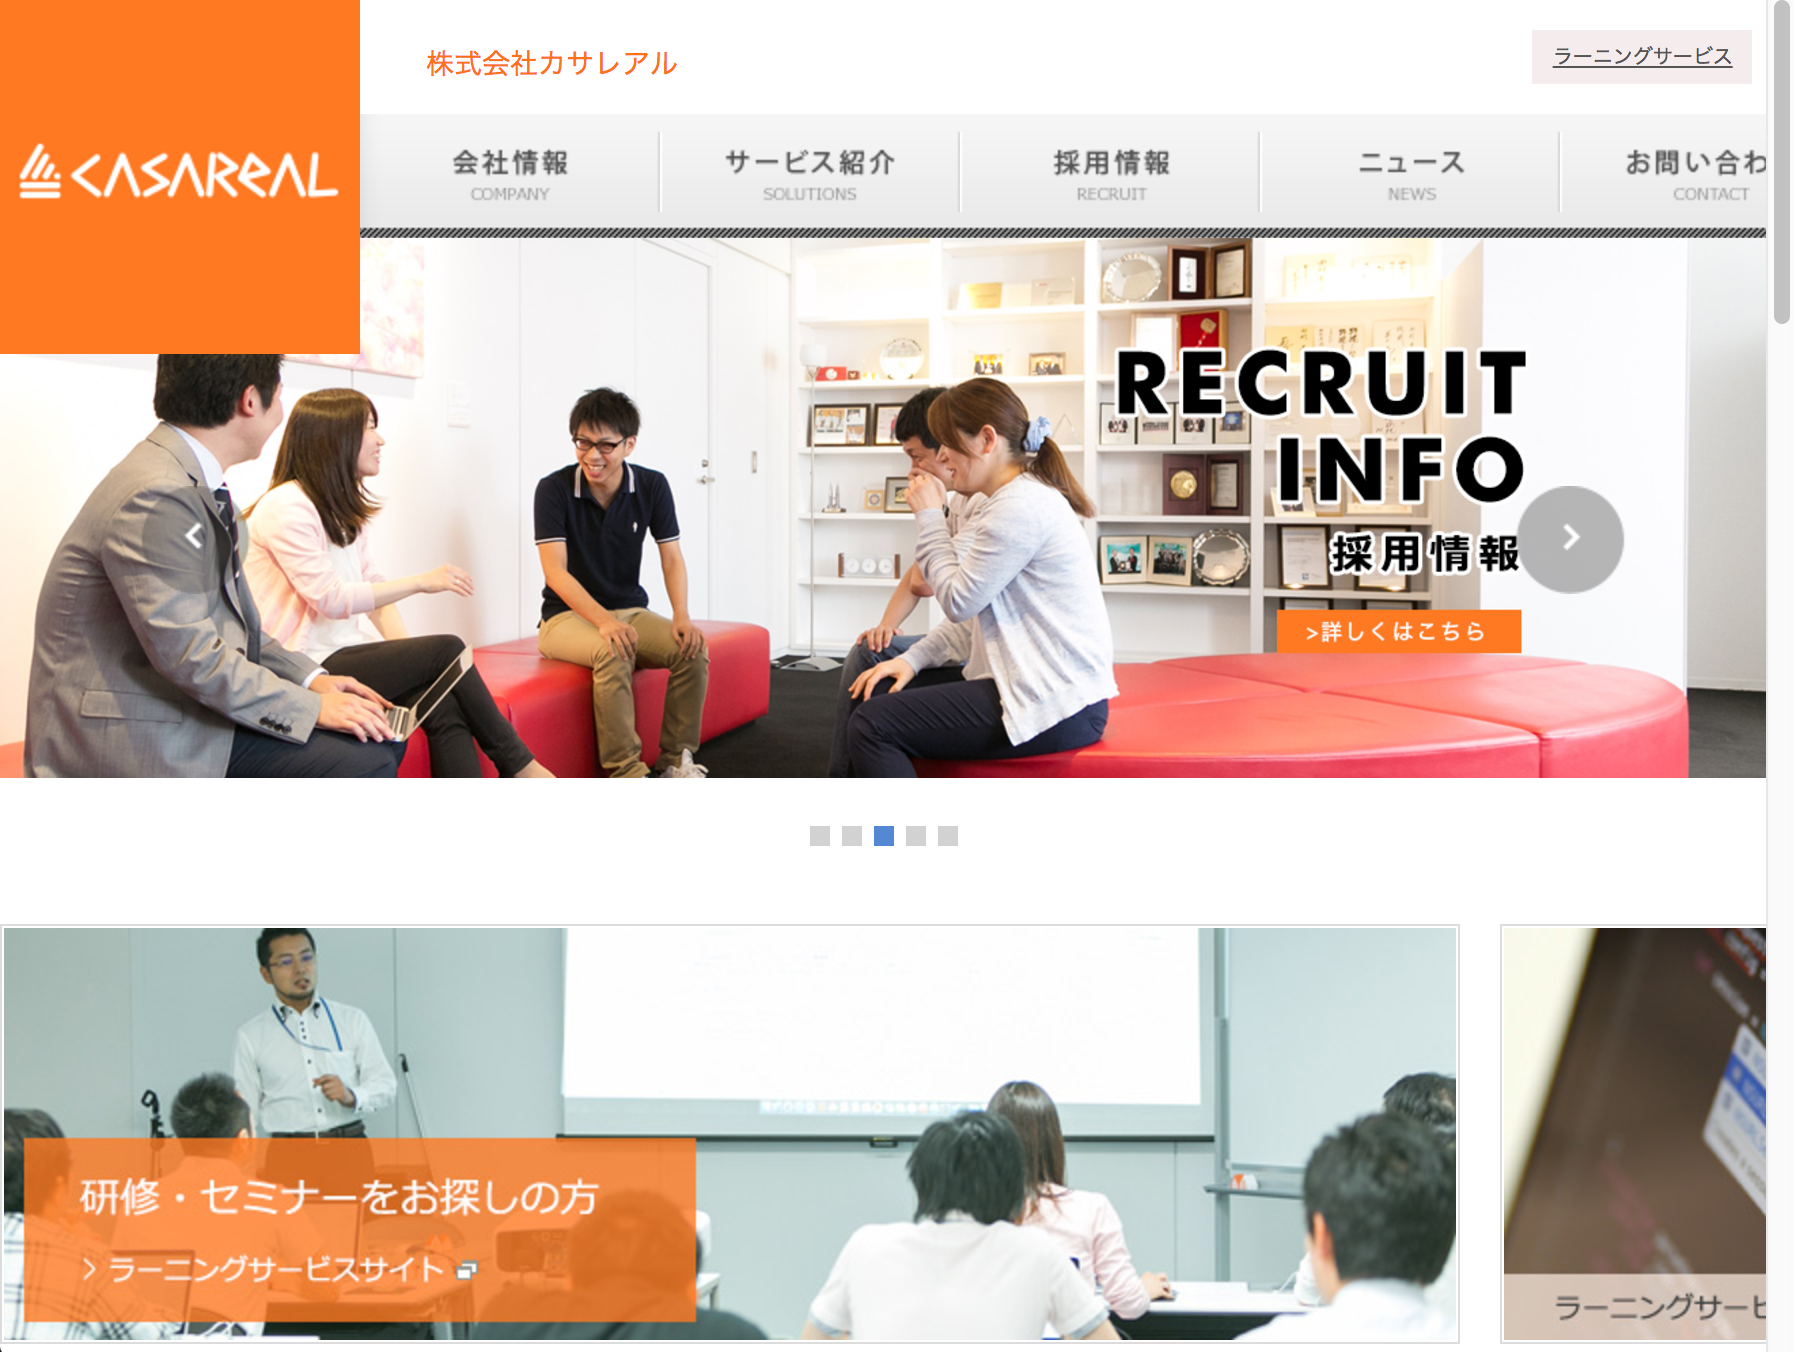 株式会社カサレアル
ラーニングサービス
CASAREAL
会社情報
COMPANY
サービス紹介
SOLUTIONS
採用情報
RECRUIT
ニュース
NEWS
お問い合わ
CONTACT
RECRUIT
INFO
採用情報
>詳しくはこちら
研修・セミナーをお探しの方
ラーニングサービスサイト
ラーニングサービ